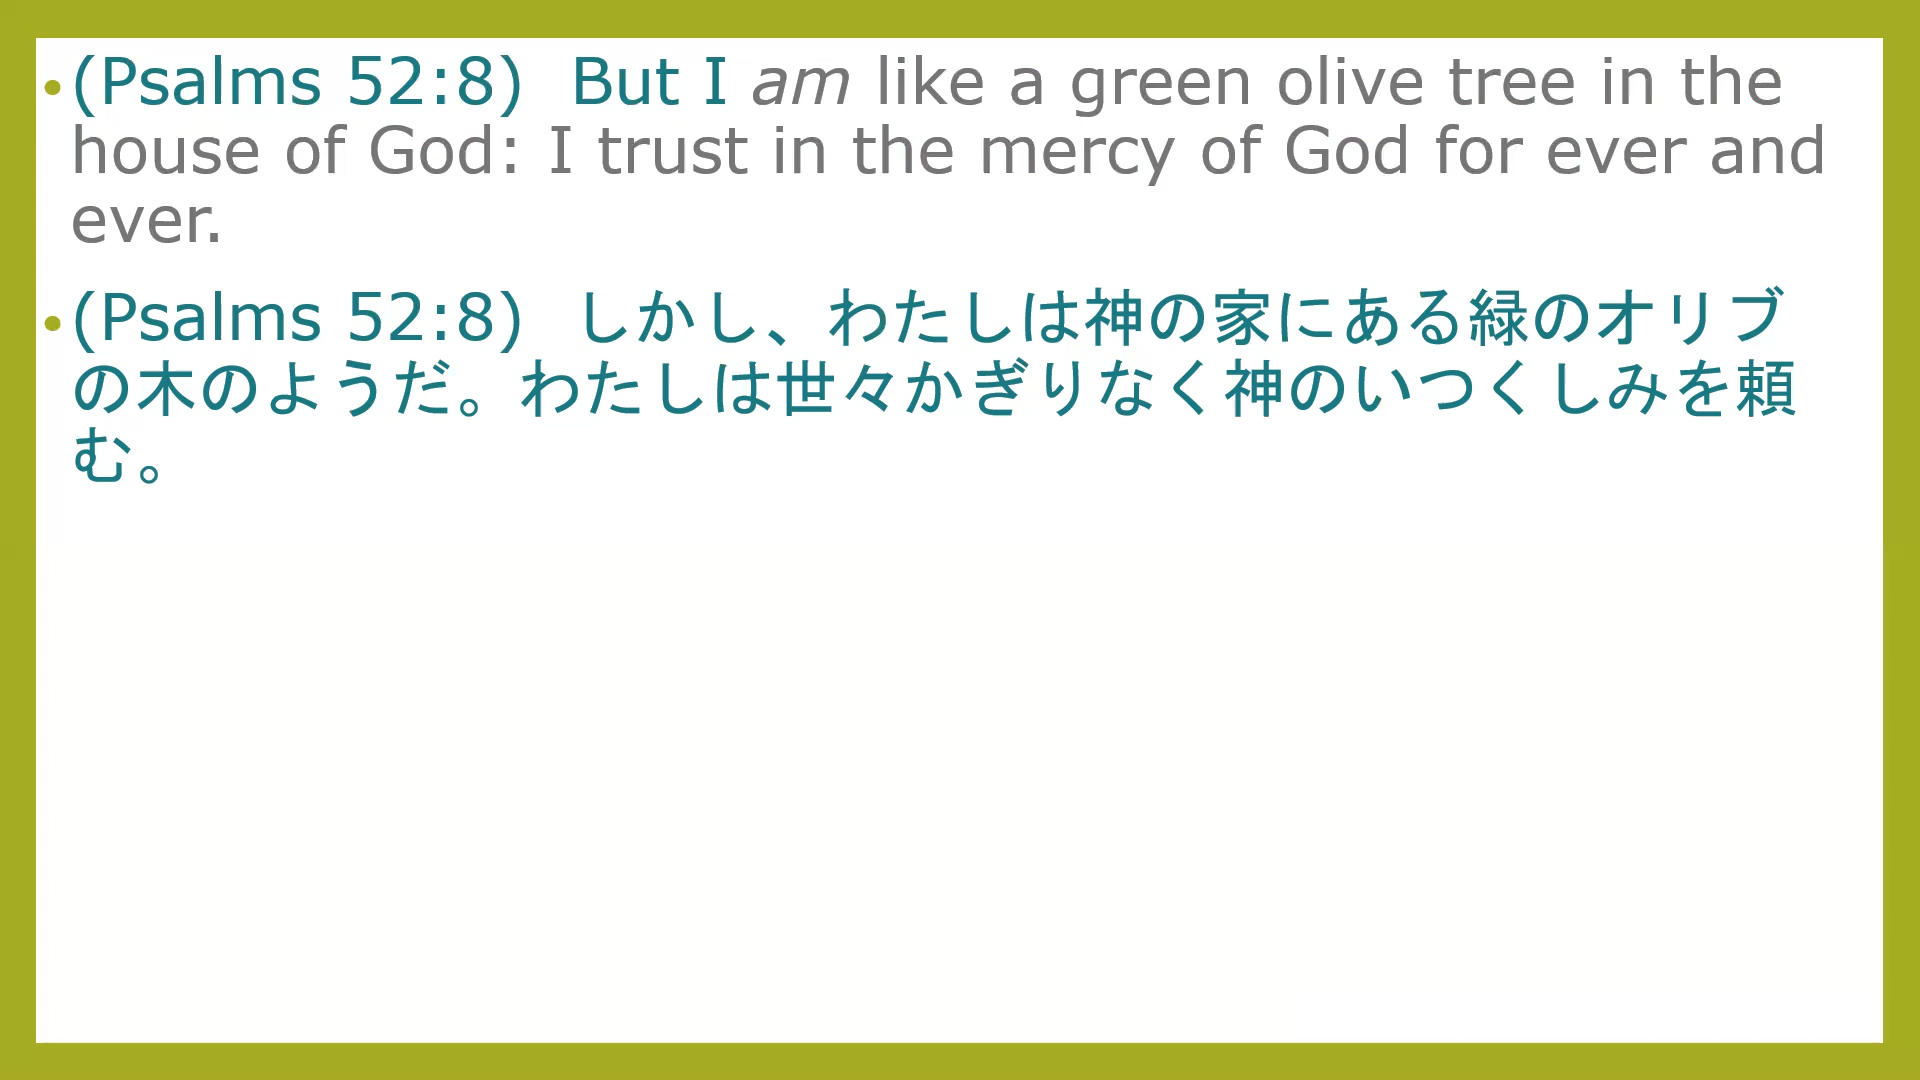 •(Psalms 52:8)  But I am like a green olive tree in the
house of God: I trust in the mercy of God for ever and
ever.
•(Psalms 52:8)  しかし、わたしは神の家にある緑のオリブ
の木のようだ。わたしは世々かぎりなく神のいつくしみを頼
む。